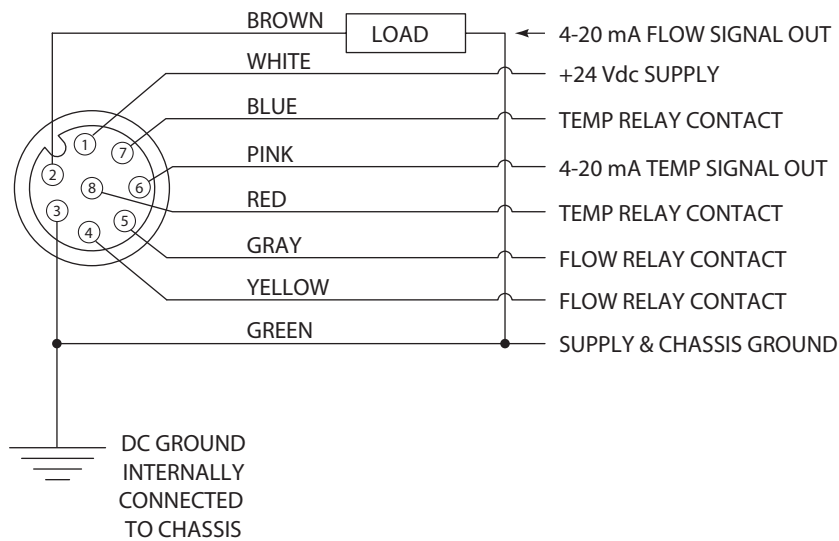 BROWN
LOAD
4-20 mA FLOW SIGNAL OUT
WHITE
+24 Vdc SUPPLY
BLUE
TEMP RELAY CONTACT
PINK
4-20 mA TEMP SIGNAL OUT
RED
TEMP RELAY CONTACT
GRAY
FLOW RELAY CONTACT
YELLOW
FLOW RELAY CONTACT
GREEN
SUPPLY & CHASSIS GROUND
1
7
2
8
6
3
5
4
DC GROUND
INTERNALLY
CONNECTED
TO CHASSIS